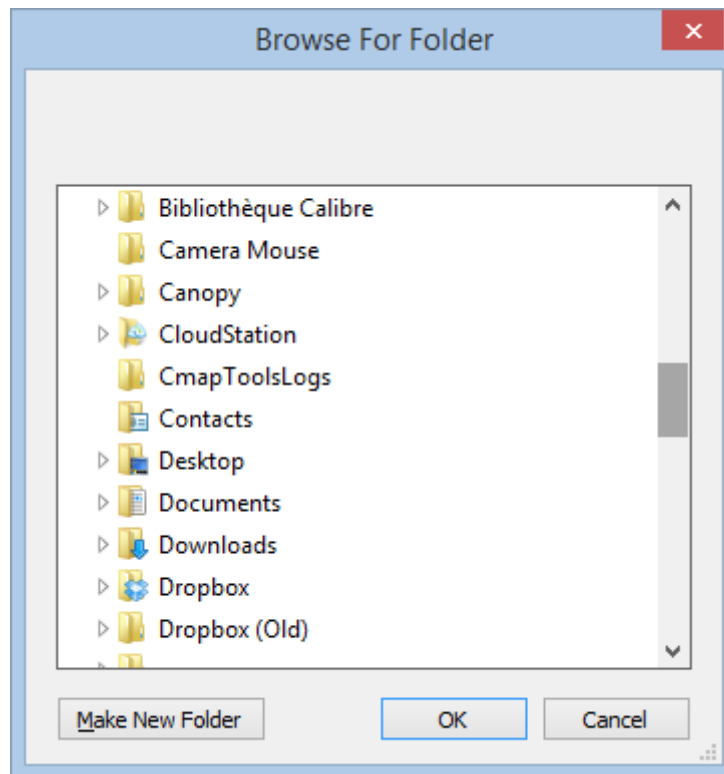 Browse For Folder
Bibliothèque Calibre
Camera Mouse
Canopy
CloudStation
CmapToolsLogs
Contacts
Desktop
Documents
Downloads
Dropbox
Dropbox (Old)
Make New Folder OK Cancel